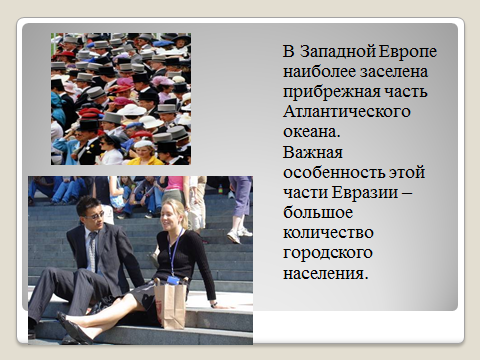 В Западной Европе
наиболее заселена
прибрежная часть
Атлантического
океана.
Важная
особенность этой
части Евразии –
большое
количество
городского
населения.